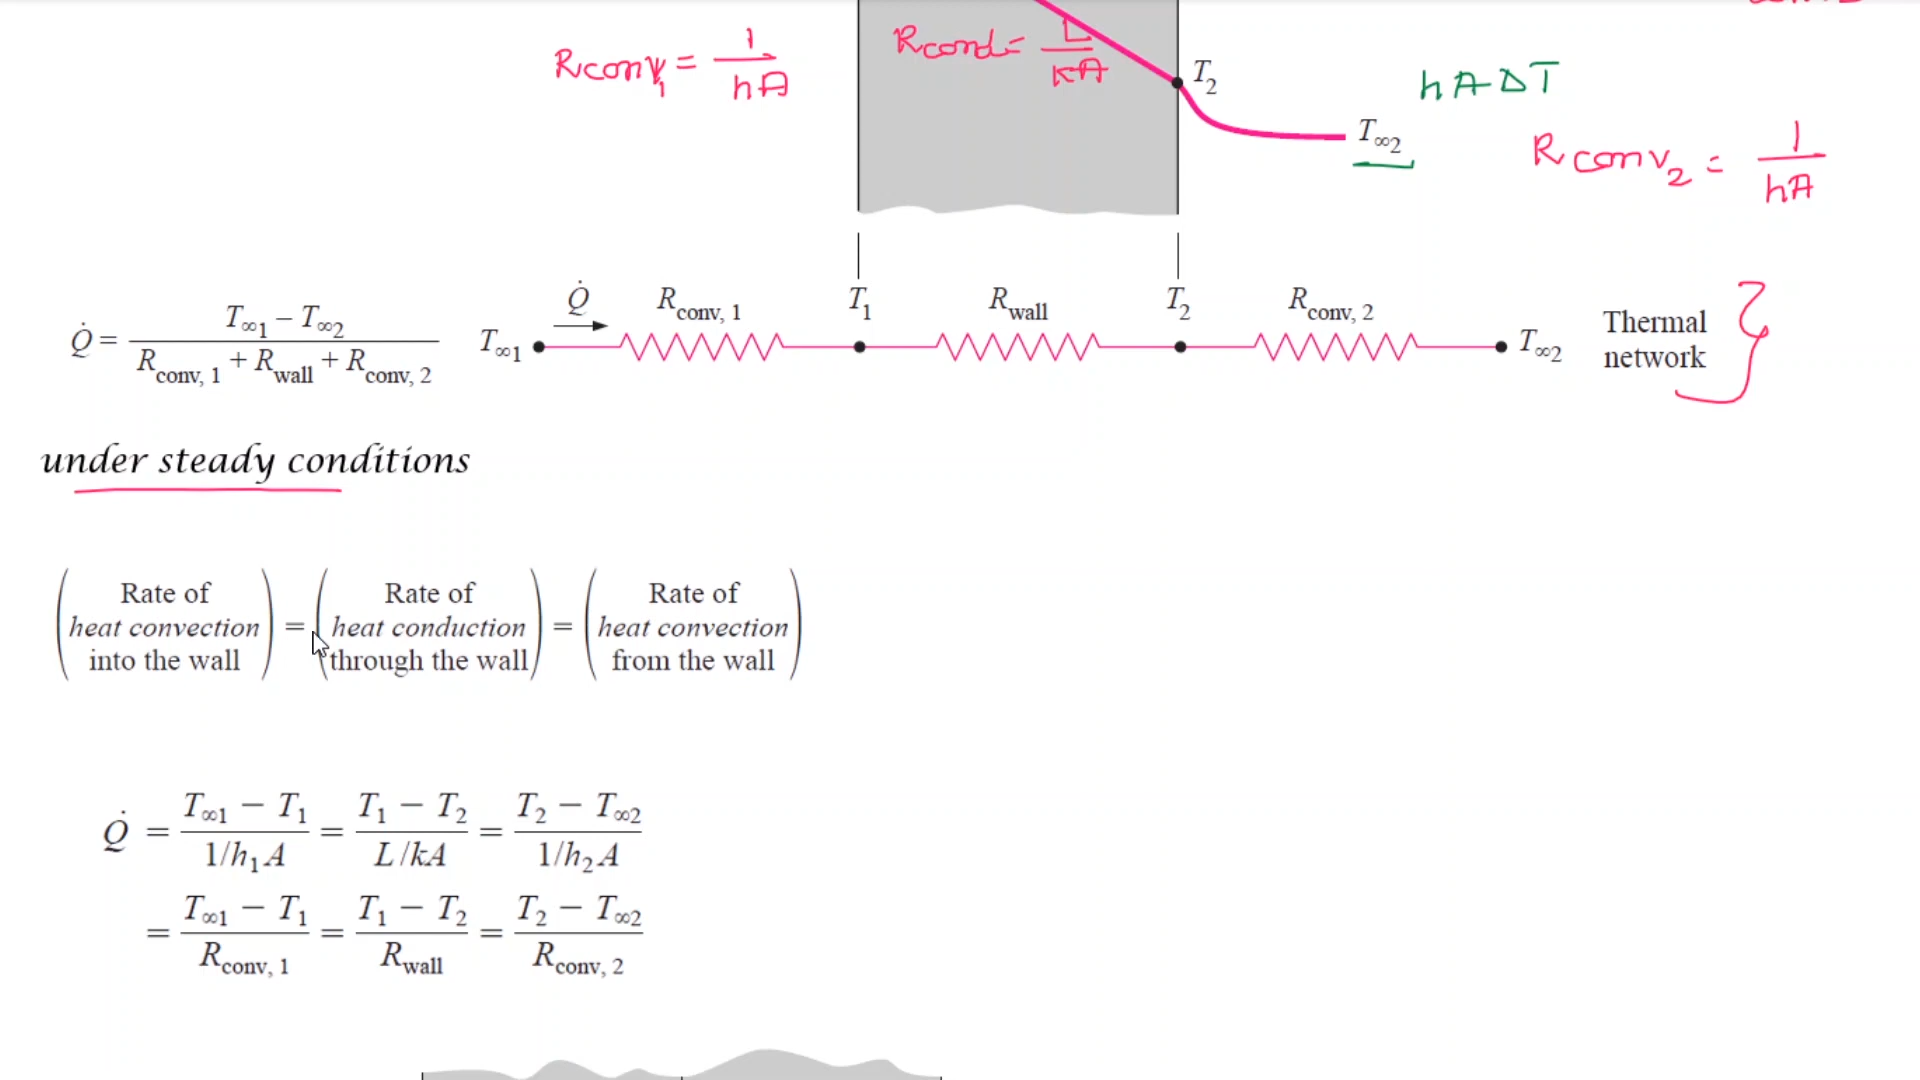 Rconv₁ = 1/hA
Rcond = L/KA
T₂
hAΔT
T∞2
Rconv₂ = 1/hA
Q̇ = (T∞1 − T∞2)/(Rconv, 1 + Rwall + Rconv, 2)
T∞1 Q̇ Rconv, 1 T₁ Rwall T₂ Rconv, 2 T∞2
Thermal
network
under steady conditions
Rate of Rate of Rate of
heat convection = heat conduction = heat convection
into the wall through the wall from the wall
Q̇ = (T∞1 − T₁)/(1/h₁A) = (T₁ − T₂)/(L/kA) = (T₂ − T∞2)/(1/h₂A)
= (T∞1 − T₁)/Rconv, 1 = (T₁ − T₂)/Rwall = (T₂ − T∞2)/Rconv, 2